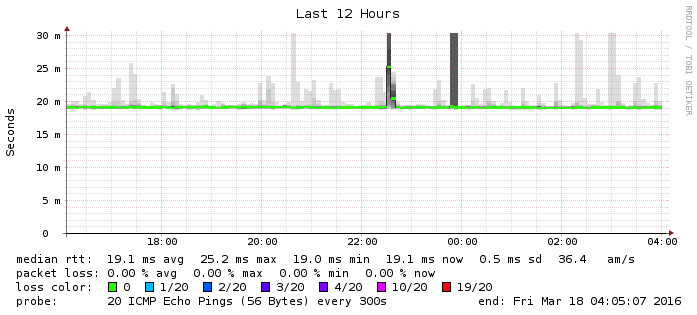 Last 12 Hours
RRDTOOL / TOBI OETIKER
Seconds
30 m
25 m
20 m
15 m
10 m
5 m
0
18:00 20:00 22:00 00:00 02:00 04:00
median rtt: 19.1 ms avg 25.2 ms max 19.0 ms min 19.1 ms now 0.5 ms sd 36.4 am/s
packet loss: 0.00 % avg 0.00 % max 0.00 % min 0.00 % now
loss color: 0 1/20 2/20 3/20 4/20 10/20 19/20
probe: 20 ICMP Echo Pings (56 Bytes) every 300s end: Fri Mar 18 04:05:07 2016